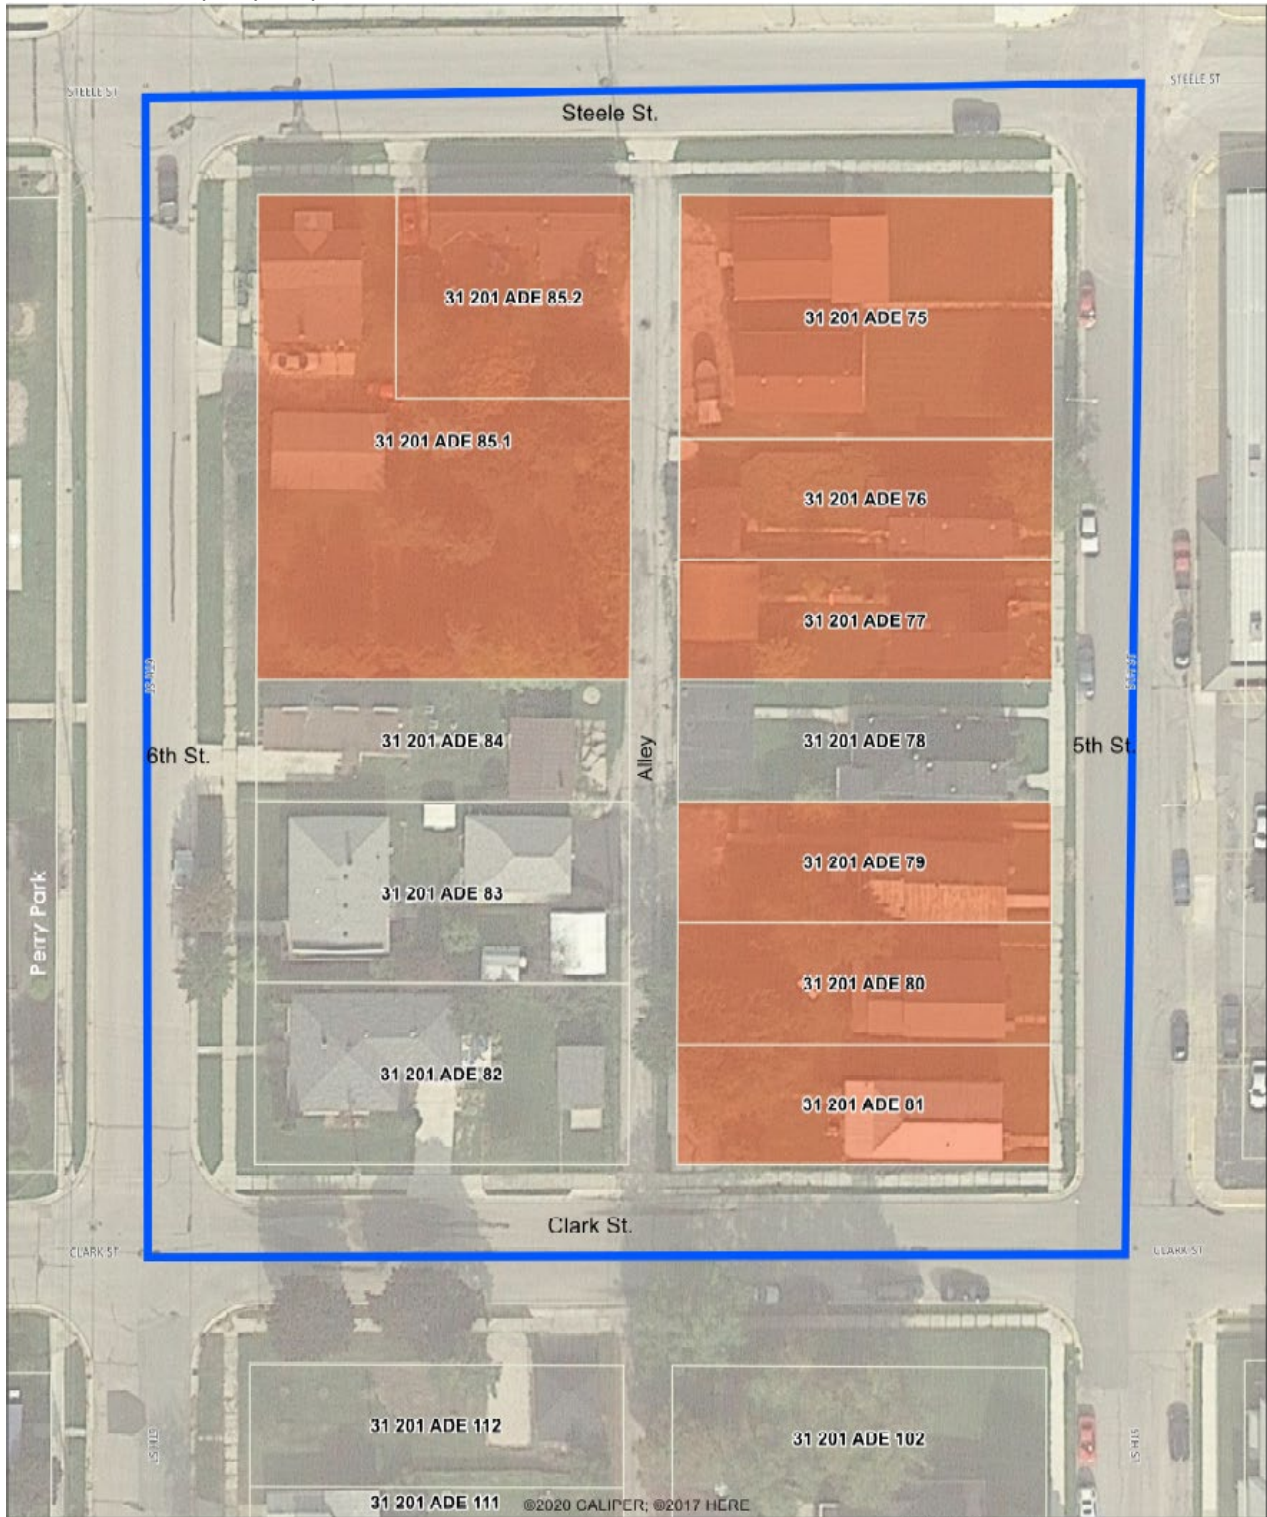 STEELE ST
STEELE ST
Steele St.
31 201 ADE 85.2
31 201 ADE 75
31 201 ADE 85.1
31 201 ADE 76
31 201 ADE 77
31 201 ADE 84
31 201 ADE 78
6th St.
Alley
5th St.
31 201 ADE 79
31 201 ADE 83
Perry Park
31 201 ADE 80
31 201 ADE 82
31 201 ADE 81
Clark St.
CLARK ST
CLARK ST
31 201 ADE 112
31 201 ADE 102
5TH ST
31 201 ADE 111
©2020 CALIPER; ©2017 HERE